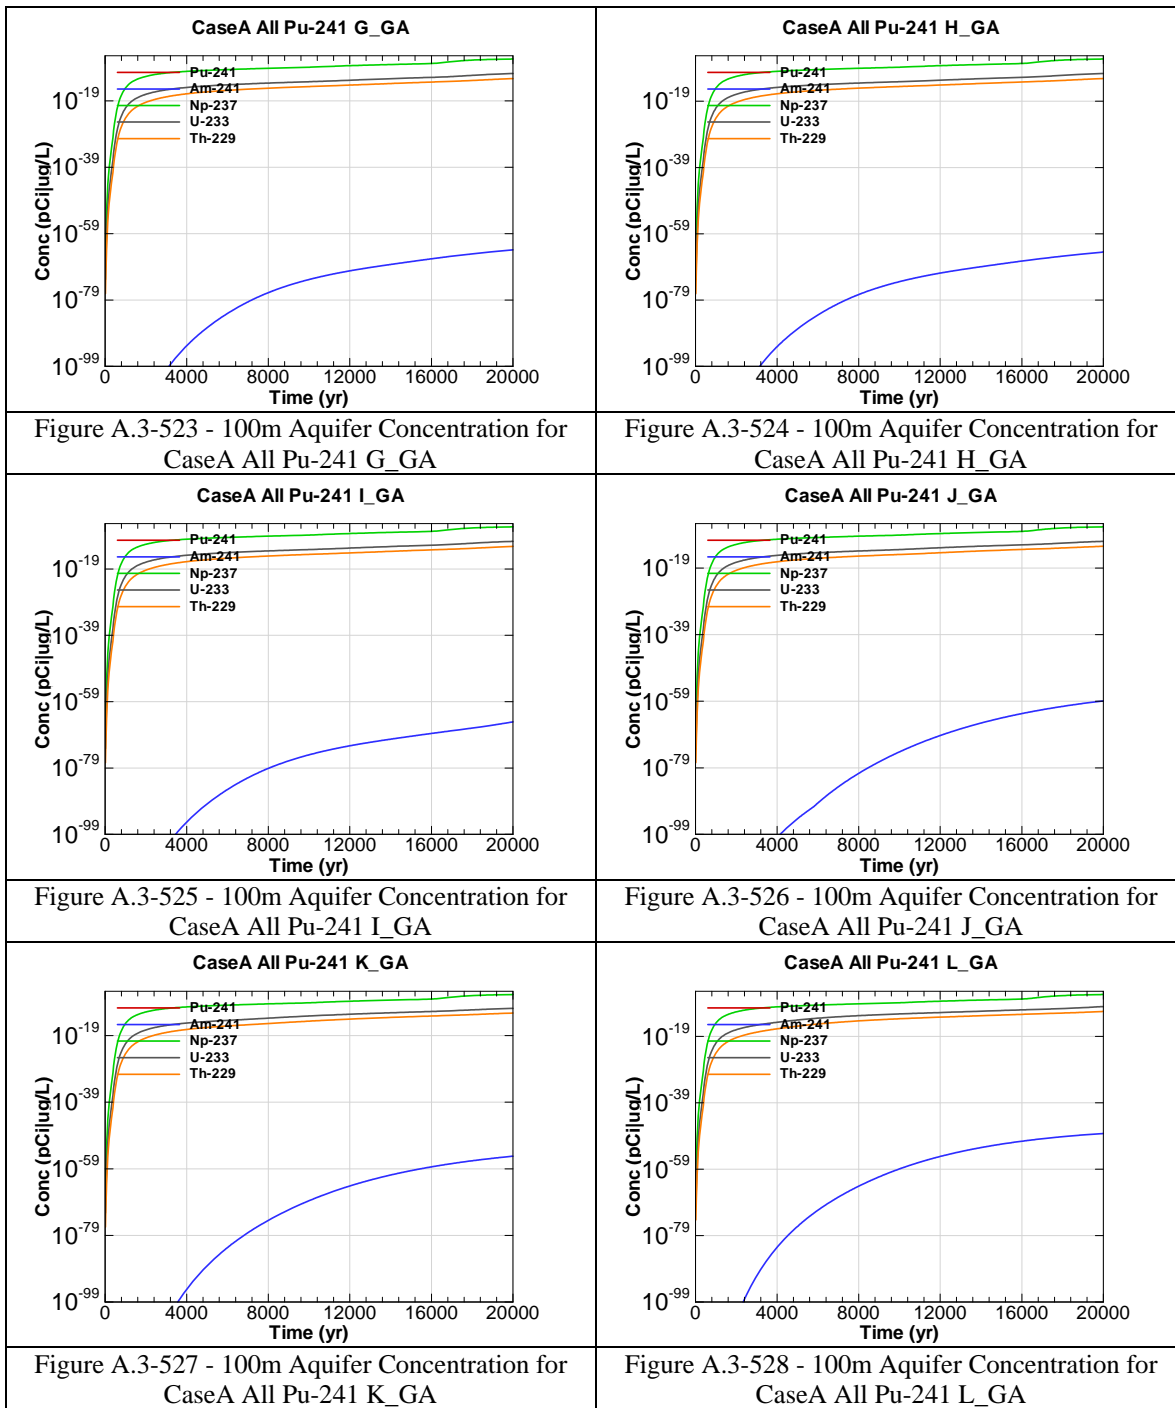 CaseA All Pu-241 G_GA
Conc (pCi|ug/L)
10-19
10-39
10-59
10-79
10-99
Pu-241
Am-241
Np-237
U-233
Th-229
0 4000 8000 12000 16000 20000
Time (yr)
Figure A.3-523 - 100m Aquifer Concentration for
CaseA All Pu-241 G_GA
CaseA All Pu-241 H_GA
Conc (pCi|ug/L)
10-19
10-39
10-59
10-79
10-99
Pu-241
Am-241
Np-237
U-233
Th-229
0 4000 8000 12000 16000 20000
Time (yr)
Figure A.3-524 - 100m Aquifer Concentration for
CaseA All Pu-241 H_GA
CaseA All Pu-241 I_GA
Conc (pCi|ug/L)
10-19
10-39
10-59
10-79
10-99
Pu-241
Am-241
Np-237
U-233
Th-229
0 4000 8000 12000 16000 20000
Time (yr)
Figure A.3-525 - 100m Aquifer Concentration for
CaseA All Pu-241 I_GA
CaseA All Pu-241 J_GA
Conc (pCi|ug/L)
10-19
10-39
10-59
10-79
10-99
Pu-241
Am-241
Np-237
U-233
Th-229
0 4000 8000 12000 16000 20000
Time (yr)
Figure A.3-526 - 100m Aquifer Concentration for
CaseA All Pu-241 J_GA
CaseA All Pu-241 K_GA
Conc (pCi|ug/L)
10-19
10-39
10-59
10-79
10-99
Pu-241
Am-241
Np-237
U-233
Th-229
0 4000 8000 12000 16000 20000
Time (yr)
Figure A.3-527 - 100m Aquifer Concentration for
CaseA All Pu-241 K_GA
CaseA All Pu-241 L_GA
Conc (pCi|ug/L)
10-19
10-39
10-59
10-79
10-99
Pu-241
Am-241
Np-237
U-233
Th-229
0 4000 8000 12000 16000 20000
Time (yr)
Figure A.3-528 - 100m Aquifer Concentration for
CaseA All Pu-241 L_GA